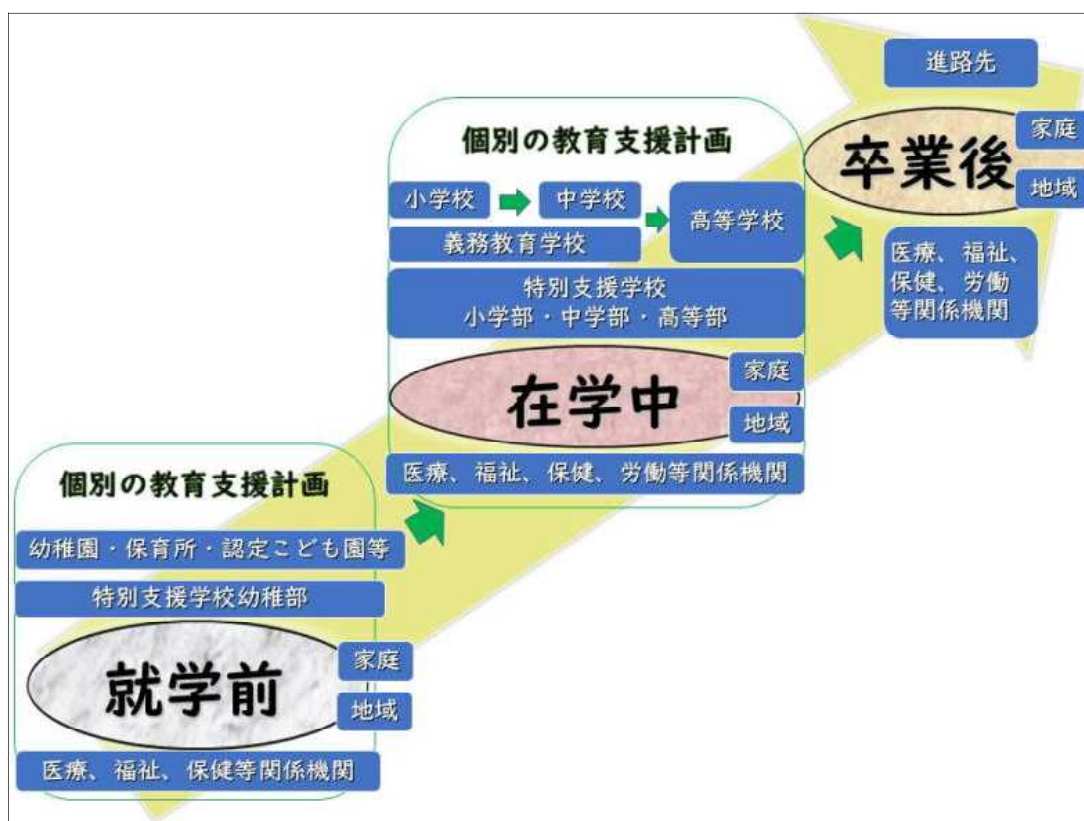 進路先
卒業後
家庭
地域
医療、福祉、
保健、労働
等関係機関
個別の教育支援計画
小学校
中学校
高等学校
義務教育学校
特別支援学校
小学部・中学部・高等部
在学中
家庭
地域
医療、福祉、保健、労働等関係機関
個別の教育支援計画
幼稚園・保育所・認定こども園等
特別支援学校幼稚部
就学前
家庭
地域
医療、福祉、保健等関係機関